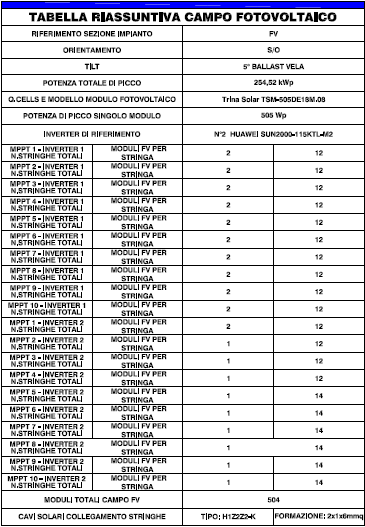 TABELLA RIASSUNTIVA CAMPO FOTOVOLTAICO
RIFERIMENTO SEZIONE IMPIANTO FV
ORIENTAMENTO S/O
TILT 5° BALLAST VELA
POTENZA TOTALE DI PICCO 254,52 kWp
Q.CELLS E MODELLO MODULO FOTOVOLTAICO Trina Solar TSM-505DE18M.08
POTENZA DI PICCO SINGOLO MODULO 505 Wp
INVERTER DI RIFERIMENTO N°2 HUAWEI SUN2000-115KTL-M2
MPPT 1 - INVERTER 1 MODULI FV PER
N.STRINGHE TOTALI STRINGA 2 12
MPPT 2 - INVERTER 1 MODULI FV PER
N.STRINGHE TOTALI STRINGA 2 12
MPPT 3 - INVERTER 1 MODULI FV PER
N.STRINGHE TOTALI STRINGA 2 12
MPPT 4 - INVERTER 1 MODULI FV PER
N.STRINGHE TOTALI STRINGA 2 12
MPPT 5 - INVERTER 1 MODULI FV PER
N.STRINGHE TOTALI STRINGA 2 12
MPPT 6 - INVERTER 1 MODULI FV PER
N.STRINGHE TOTALI STRINGA 2 12
MPPT 7 - INVERTER 1 MODULI FV PER
N.STRINGHE TOTALI STRINGA 2 12
MPPT 8 - INVERTER 1 MODULI FV PER
N.STRINGHE TOTALI STRINGA 2 12
MPPT 9 - INVERTER 1 MODULI FV PER
N.STRINGHE TOTALI STRINGA 2 12
MPPT 10 - INVERTER 1 MODULI FV PER
N.STRINGHE TOTALI STRINGA 2 12
MPPT 1 - INVERTER 2 MODULI FV PER
N.STRINGHE TOTALI STRINGA 2 12
MPPT 2 - INVERTER 2 MODULI FV PER
N.STRINGHE TOTALI STRINGA 1 12
MPPT 3 - INVERTER 2 MODULI FV PER
N.STRINGHE TOTALI STRINGA 1 12
MPPT 4 - INVERTER 2 MODULI FV PER
N.STRINGHE TOTALI STRINGA 1 12
MPPT 5 - INVERTER 2 MODULI FV PER
N.STRINGHE TOTALI STRINGA 1 14
MPPT 6 - INVERTER 2 MODULI FV PER
N.STRINGHE TOTALI STRINGA 1 14
MPPT 7 - INVERTER 2 MODULI FV PER
N.STRINGHE TOTALI STRINGA 1 14
MPPT 8 - INVERTER 2 MODULI FV PER
N.STRINGHE TOTALI STRINGA 1 14
MPPT 9 - INVERTER 2 MODULI FV PER
N.STRINGHE TOTALI STRINGA 1 14
MPPT 10 - INVERTER 2 MODULI FV PER
N.STRINGHE TOTALI STRINGA 1 14
MODULI TOTALI CAMPO FV 504
CAVI SOLARI COLLEGAMENTO STRINGHE TIPO: H1Z2Z2-K FORMAZIONE: 2x1x6mmq